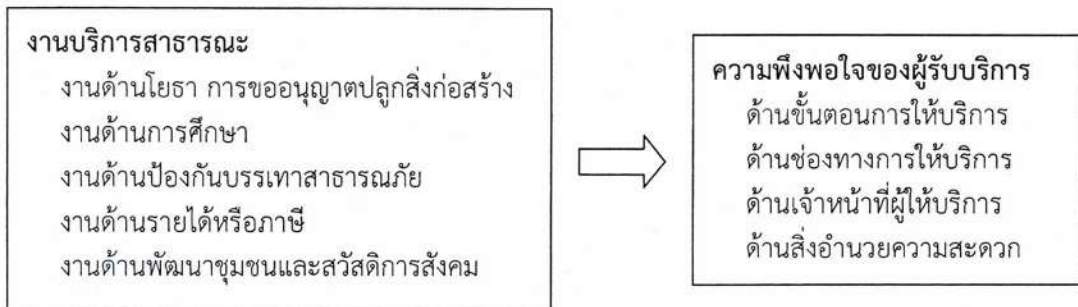 งานบริการสาธารณะ
งานด้านโยธา การขออนุญาตปลูกสิ่งก่อสร้าง
งานด้านการศึกษา
งานด้านป้องกันบรรเทาสาธารณภัย
งานด้านรายได้หรือภาษี
งานด้านพัฒนาชุมชนและสวัสดิการสังคม
ความพึงพอใจของผู้รับบริการ
ด้านขั้นตอนการให้บริการ
ด้านช่องทางการให้บริการ
ด้านเจ้าหน้าที่ผู้ให้บริการ
ด้านสิ่งอำนวยความสะดวก